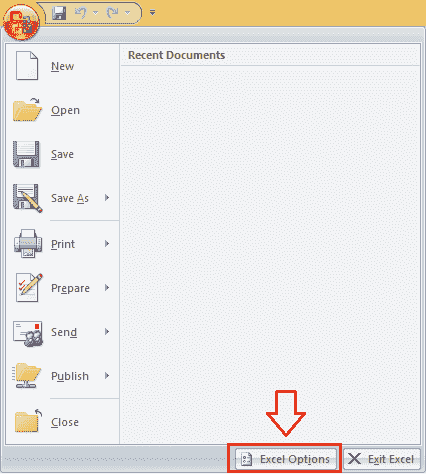 Recent Documents
New
Open
Save
Save As
Print
Prepare
Send
Publish
Close
Excel Options
Exit Excel